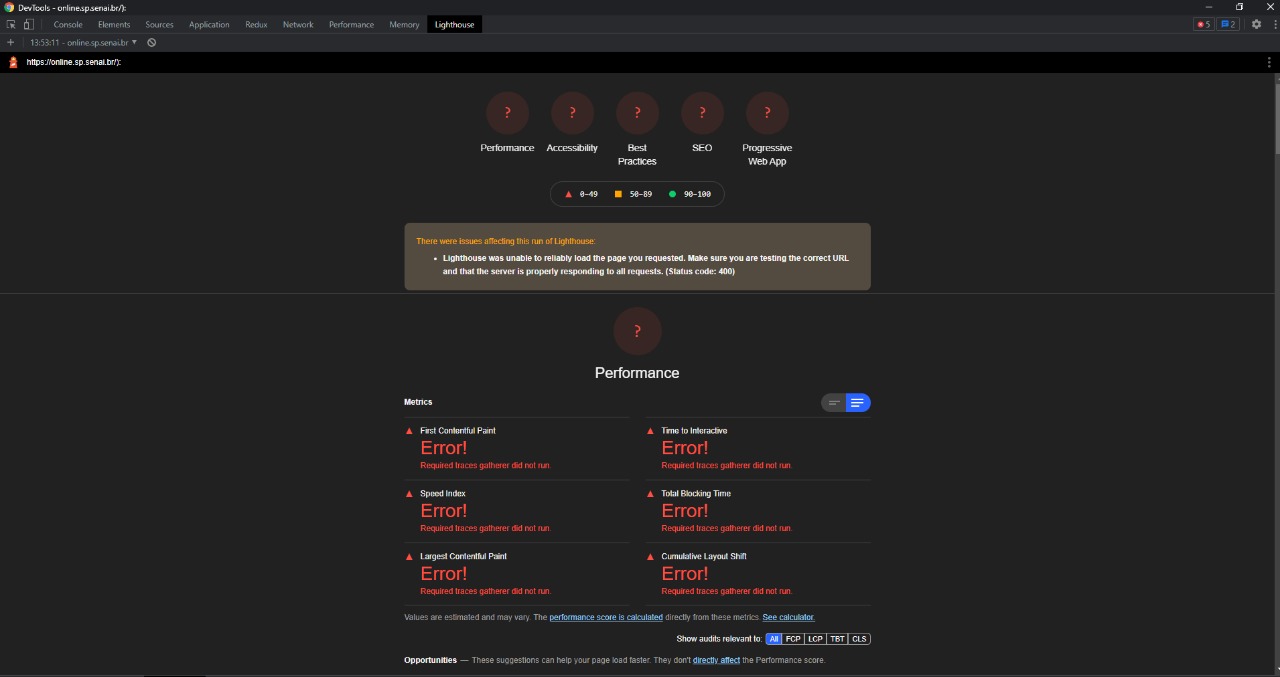 DevTools - online.sp.senai.br/):
Console Elements Sources Application Redux Network Performance Memory Lighthouse 5 2
13:53:11 - online.sp.senai.br
https://online.sp.senai.br/):
? ? ? ? ?
Performance Accessibility Best Practices SEO Progressive Web App
0–49 50–89 90–100
There were issues affecting this run of Lighthouse:
• Lighthouse was unable to reliably load the page you requested. Make sure you are testing the correct URL
and that the server is properly responding to all requests. (Status code: 400)
?
Performance
Metrics
First Contentful Paint Time to Interactive
Error! Error!
Required traces gatherer did not run. Required traces gatherer did not run.
Speed Index Total Blocking Time
Error! Error!
Required traces gatherer did not run. Required traces gatherer did not run.
Largest Contentful Paint Cumulative Layout Shift
Error! Error!
Required traces gatherer did not run. Required traces gatherer did not run.
Values are estimated and may vary. The performance score is calculated directly from these metrics. See calculator.
Show audits relevant to: All FCP LCP TBT CLS
Opportunities — These suggestions can help your page load faster. They don't directly affect the Performance score.